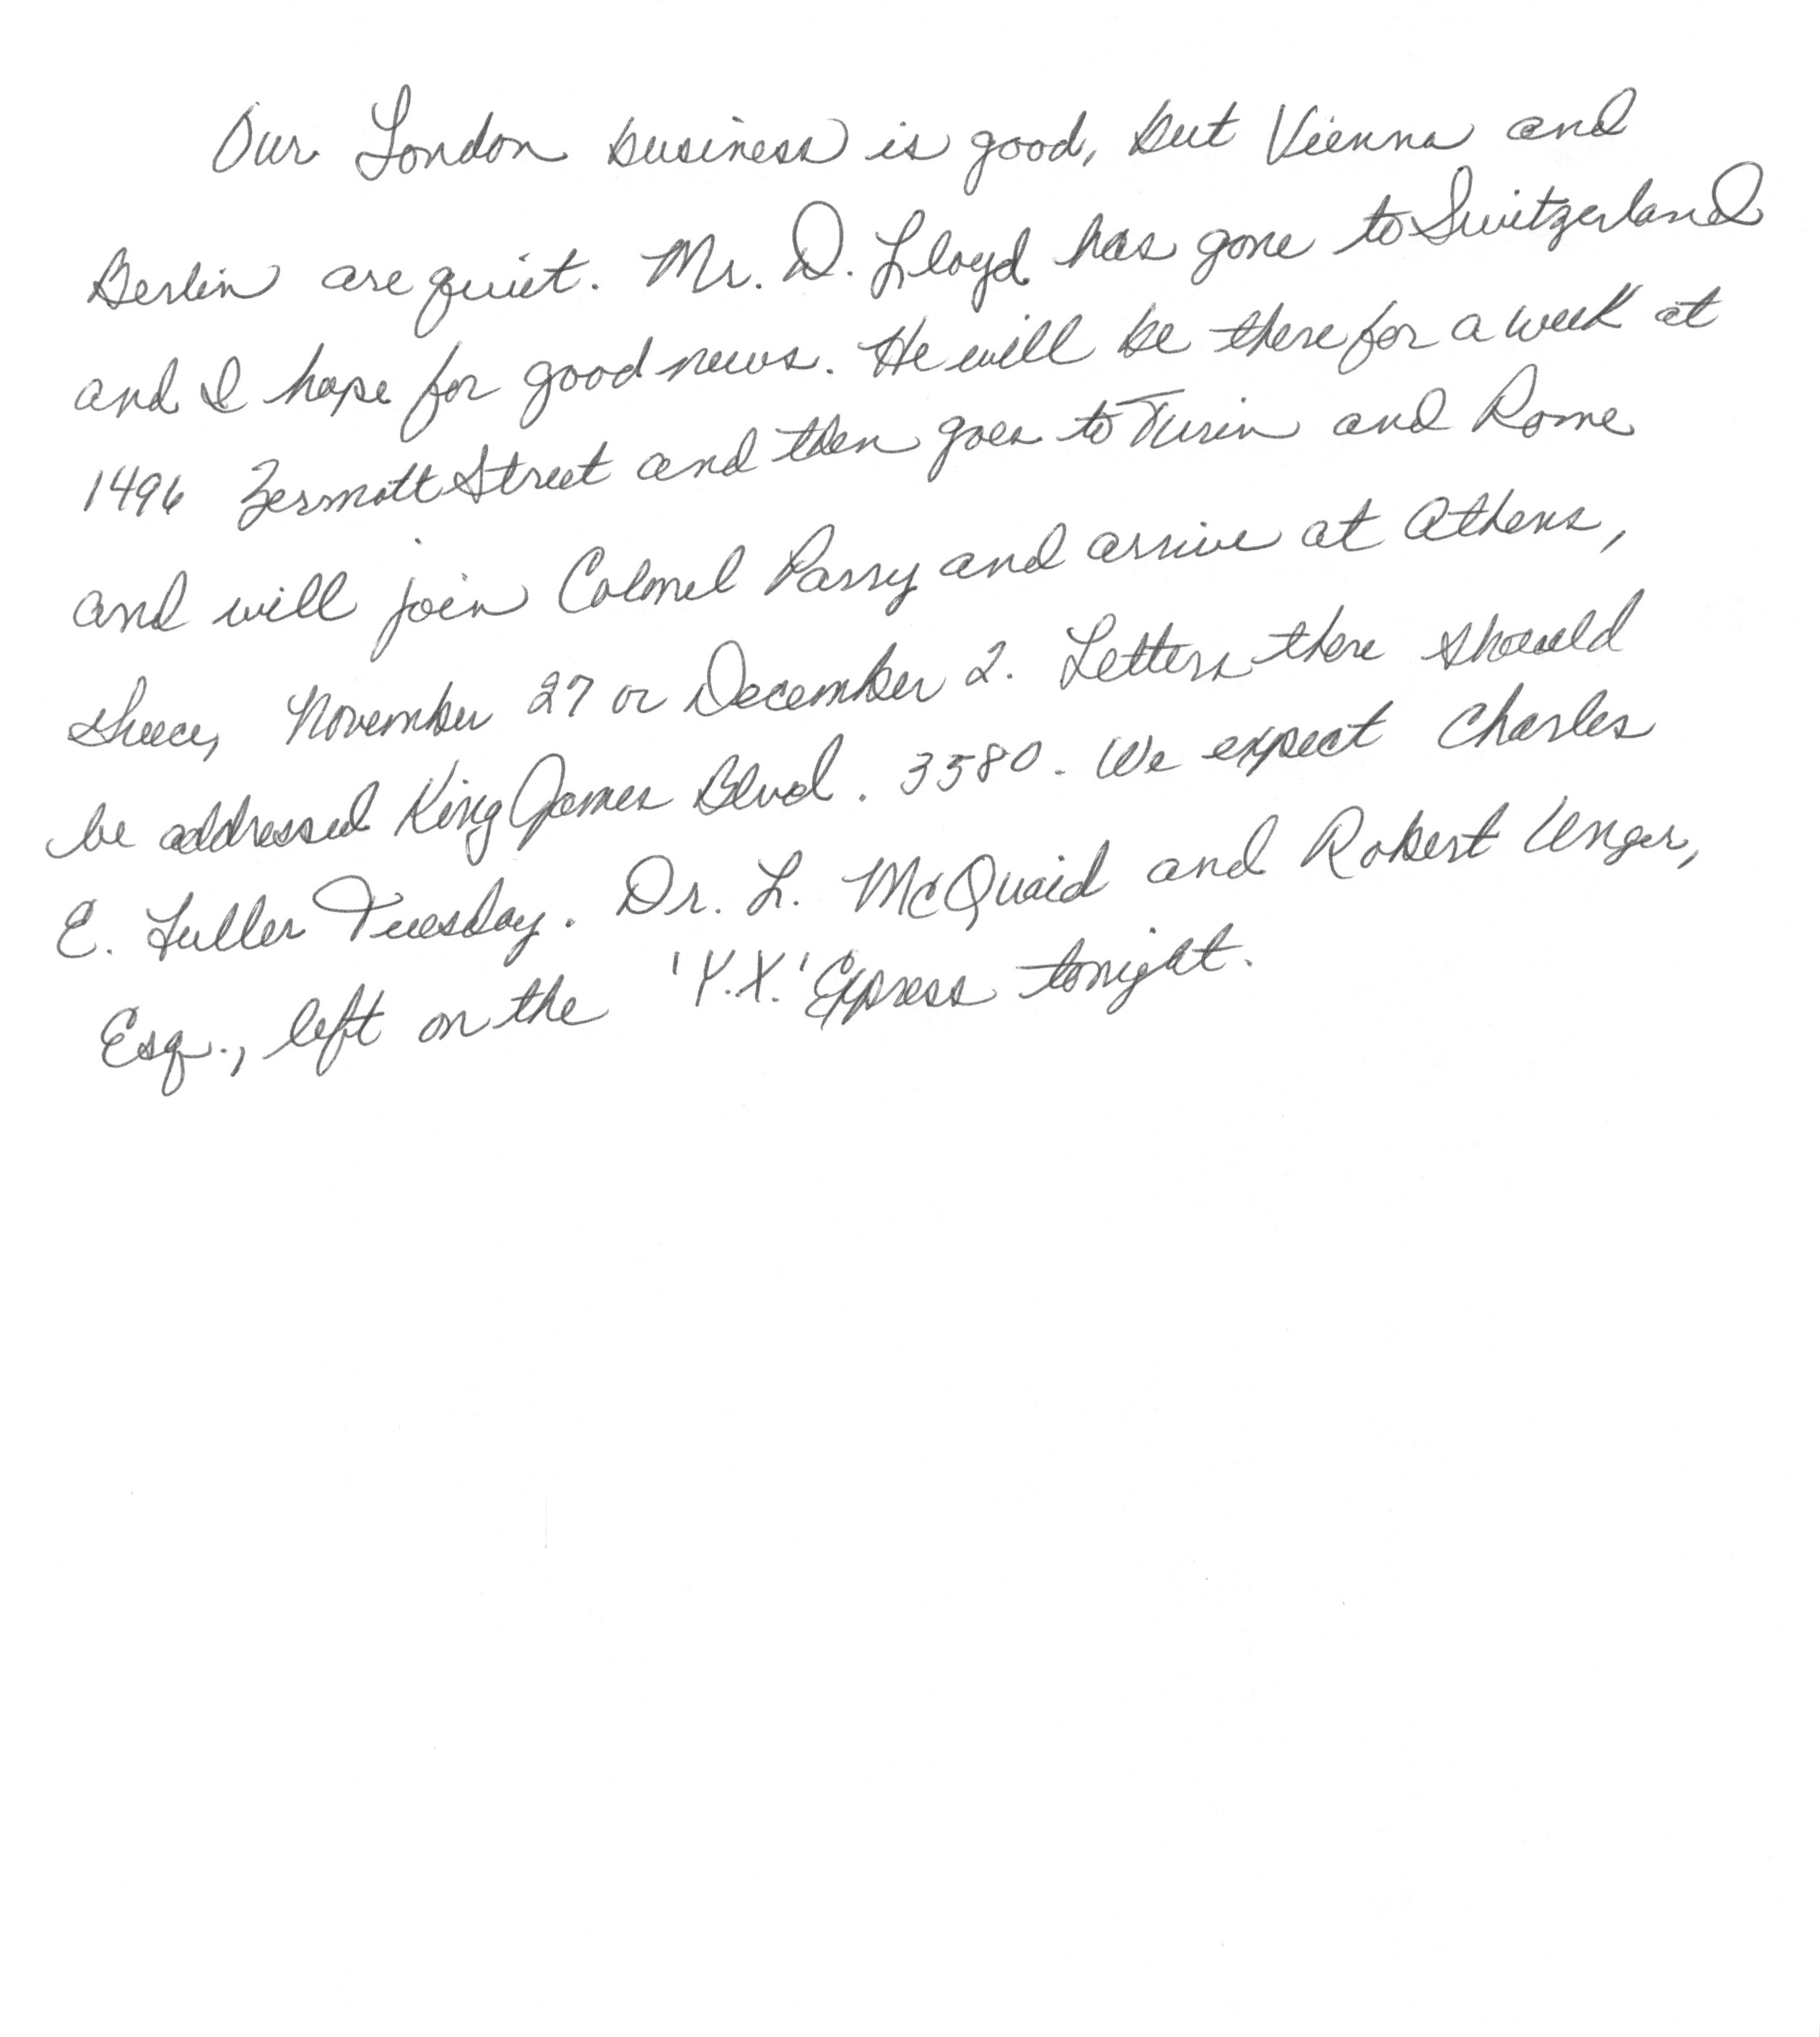 Our London business is good, but Vienna and
Berlin are quiet. Mr. D. Lloyd has gone to Switzerland
and I hope for good news. He will be there for a week at
1496 Zermott Street and then goes to Turin and Rome
and will join Colonel Parry and arrive at Athens,
Greece, November 27 or December 2. Letters there should
be addressed King James Blvd. 3580. We expect Charles
E. Fuller Tuesday. Dr. L. McQuaid and Robert Unger,
Esq., left on the 'Y.X.' Express tonight.